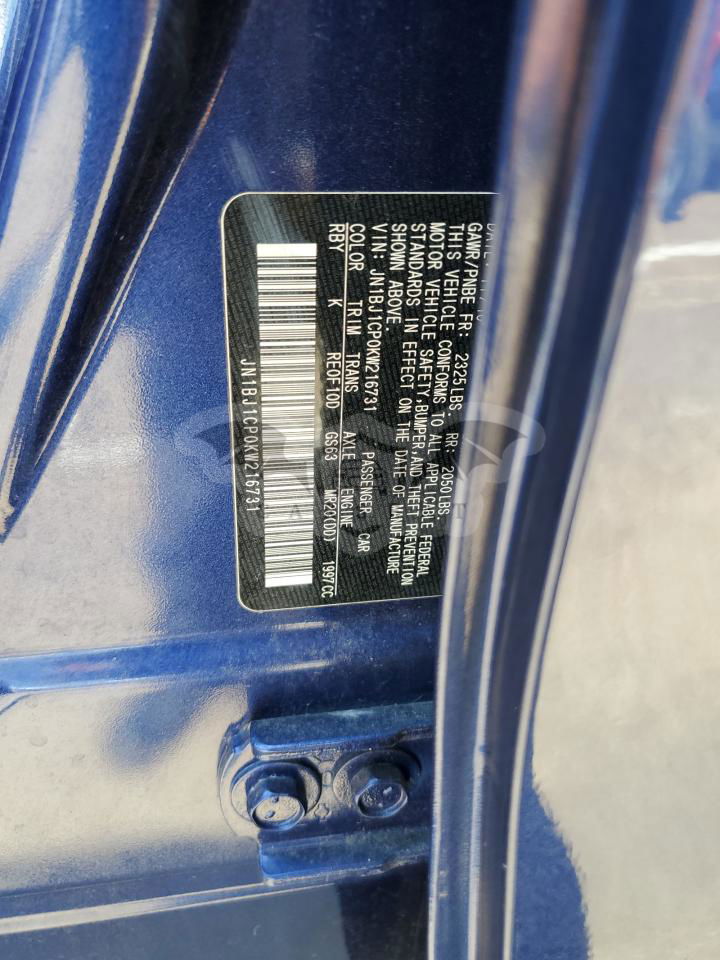 GAWR/PNBE FR: 2325LBS. RR: 2050LBS.
THIS VEHICLE CONFORMS TO ALL APPLICABLE FEDERAL
MOTOR VEHICLE SAFETY,BUMPER,AND THEFT PREVENTION
STANDARDS IN EFFECT ON THE DATE OF MANUFACTURE
SHOWN ABOVE.
VIN: JN1BJ1CP0KW216731 PASSENGER CAR
COLOR TRIM TRANS AXLE ENGINE
RBY K RE0F10D GS63 MR20(DD) 1997CC
JN1BJ1CP0KW216731